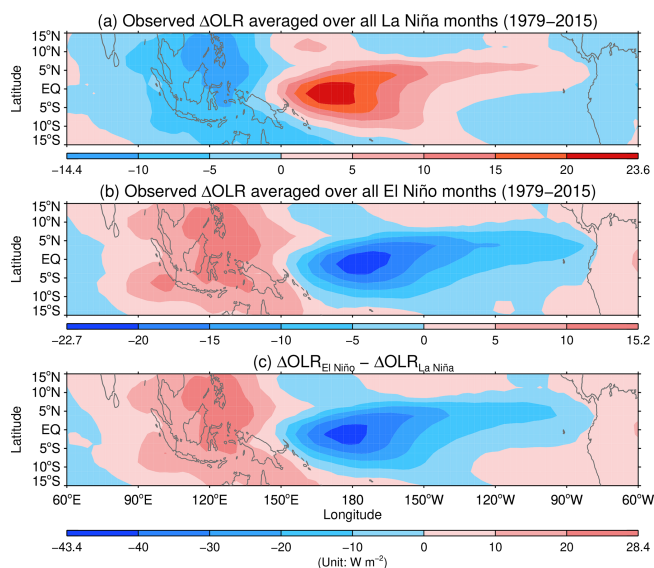 (a) Observed ΔOLR averaged over all La Niña months (1979−2015)
15°N
10°N
5°N
EQ
5°S
10°S
15°S
Latitude
−14.4 −10 −5 0 5 10 15 20 23.6
(b) Observed ΔOLR averaged over all El Niño months (1979−2015)
15°N
10°N
5°N
EQ
5°S
10°S
15°S
Latitude
−22.7 −20 −15 −10 −5 0 5 10 15.2
(c) ΔOLR El Niño − ΔOLR La Niña
15°N
10°N
5°N
EQ
5°S
10°S
15°S
Latitude
60°E 90°E 120°E 150°E 180 150°W 120°W 90°W 60°W
Longitude
−43.4 −40 −30 −20 −10 0 10 20 28.4
(Unit: W m−2)